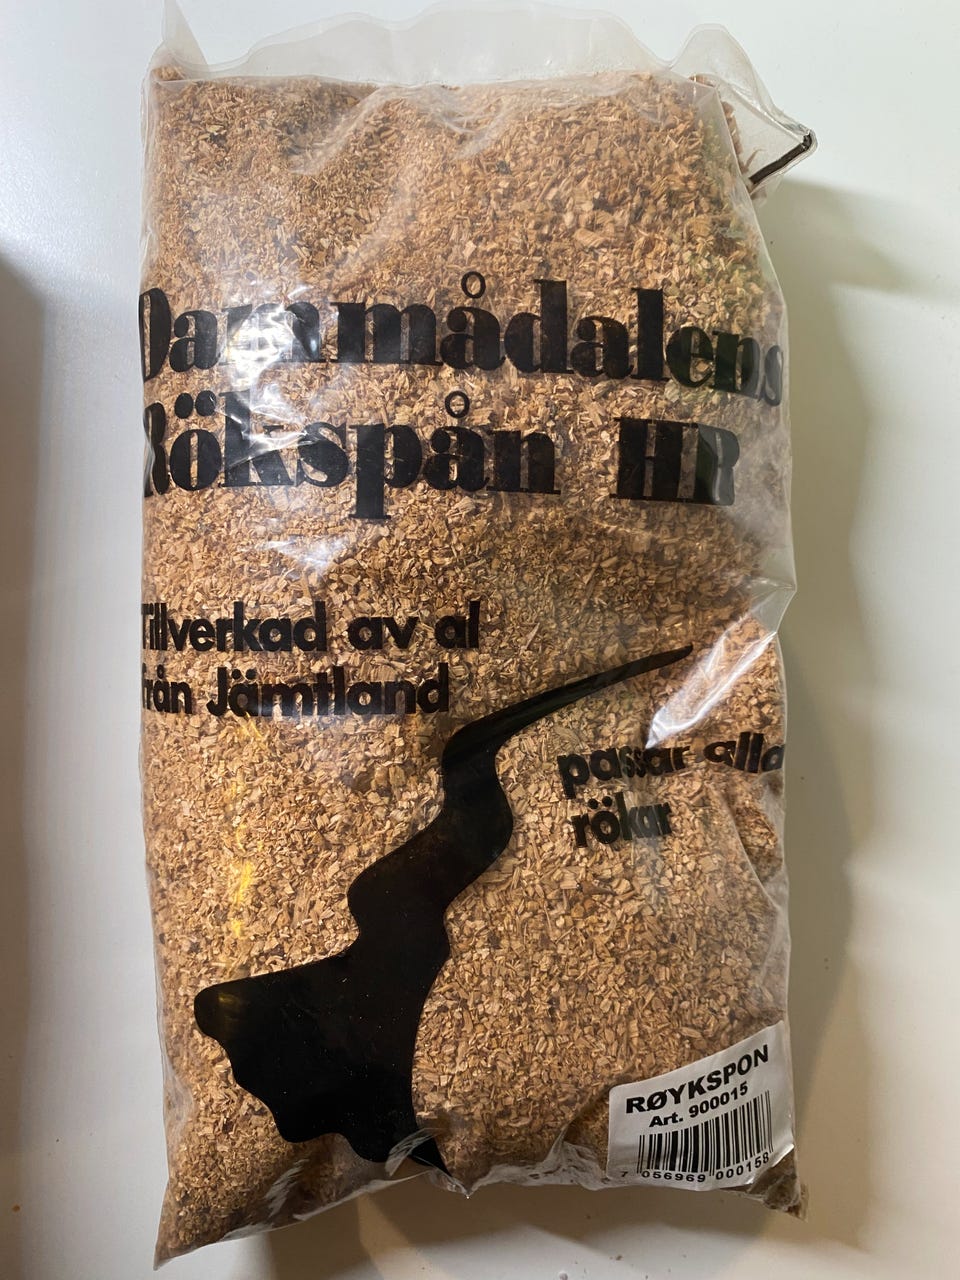 Dammådalens
Rökspån HR
Tillverkad av al
från Jämtland
passar alla
rökar
RØYKSPON
Art. 900015
7 056969 000158